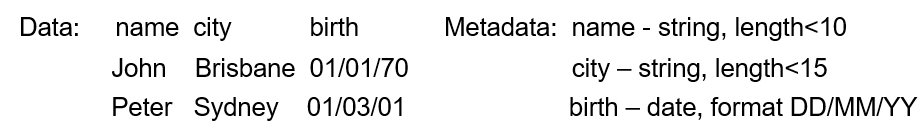 Data: name city birth Metadata: name - string, length<10
John Brisbane 01/01/70 city – string, length<15
Peter Sydney 01/03/01 birth – date, format DD/MM/YY